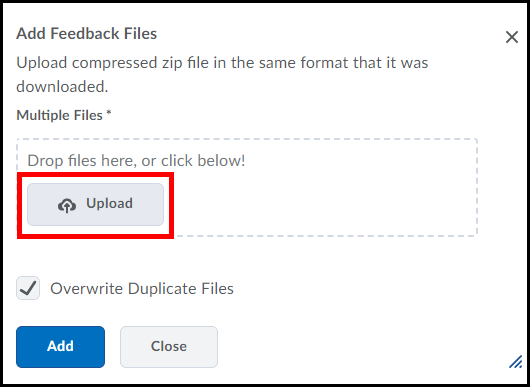 Add Feedback Files
Upload compressed zip file in the same format that it was
downloaded.
Multiple Files *
Drop files here, or click below!
Upload
Overwrite Duplicate Files
Add
Close